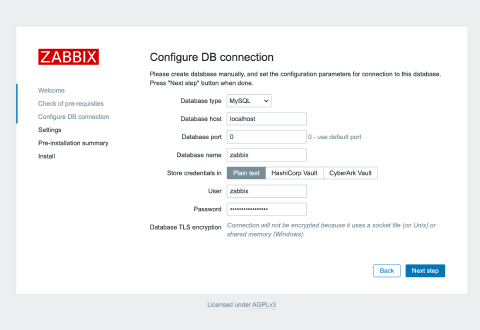 ZABBIX
Welcome
Check of pre-requisites
Configure DB connection
Settings
Pre-installation summary
Install
Configure DB connection
Please create database manually, and set the configuration parameters for connection to this database.
Press "Next step" button when done.
Database type MySQL
Database host localhost
Database port 0 0 - use default port
Database name zabbix
Store credentials in Plain text HashiCorp Vault CyberArk Vault
User zabbix
Password ••••••••••••••••
Database TLS encryption Connection will not be encrypted because it uses a socket file (on Unix) or
shared memory (Windows).
Back Next step
Licensed under AGPLv3